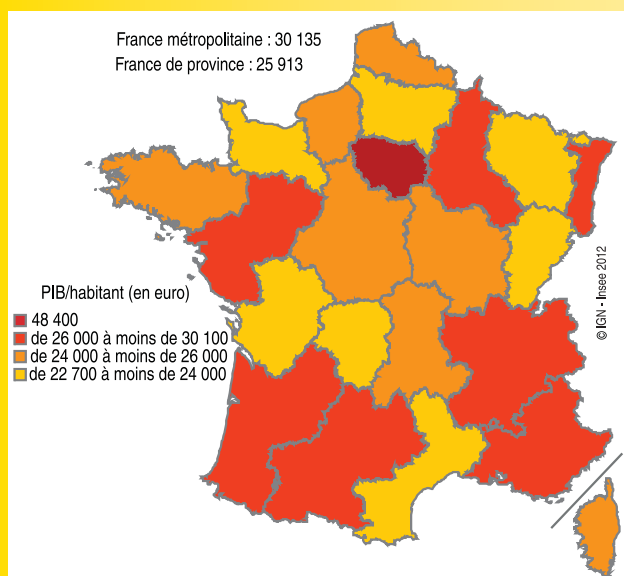 France métropolitaine : 30 135
France de province : 25 913
PIB/habitant (en euro)
48 400
de 26 000 à moins de 30 100
de 24 000 à moins de 26 000
de 22 700 à moins de 24 000
© IGN - Insee 2012